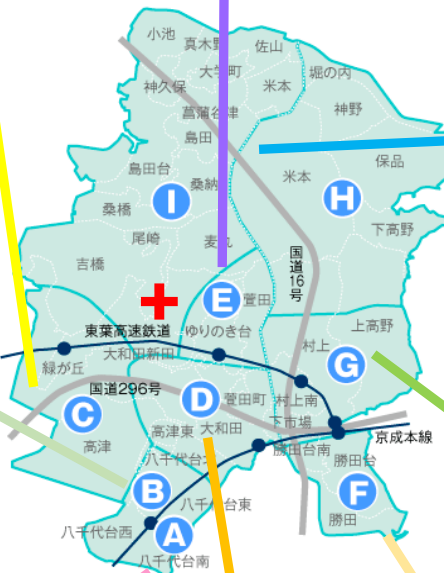 小池
真木野
佐山
大学町
堀の内
神久保
米本
菖蒲谷津
神野
島田
保品
島田台
米本
桑納
I
H
桑橋
尾崎
麦丸
下高野
吉橋
国道16号
E
萱田
東葉高速鉄道
ゆりのき台
上高野
大和田新田
村上
緑が丘
G
国道296号
D
萱田町
村上南
C
下市場
高津東
大和田
京成本線
高津
勝田台南
八千代台北
勝田台
B
八千代台東
F
八千代台西
A
勝田
八千代台南